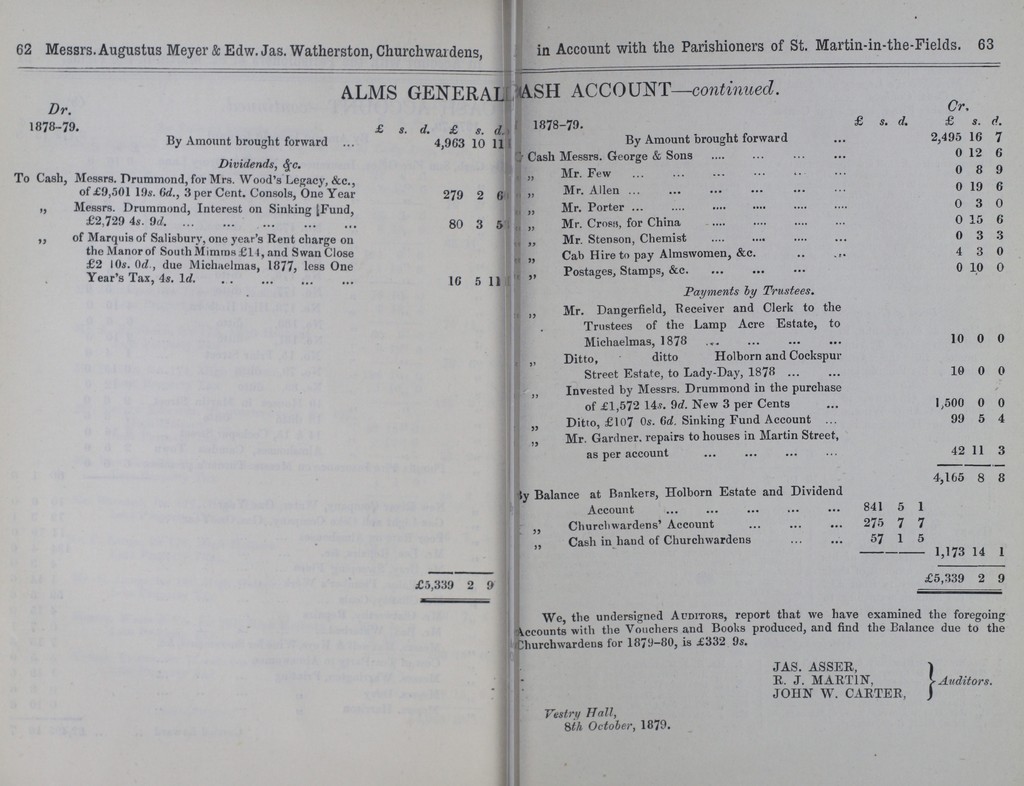 62 Messrs. Augustus Meyer & Edw. Jas. Watherston, Churchwardens,
ALMS GENERAL
Dr.
1878-79.
£ s. d. £ s. d.
By Amount brought forward ... 4,963 10 11
Dividends, &c.
To Cash, Messrs. Drummond, for Mrs. Wood's Legacy, &c.,
of £9,501 19s. 6d., 3 per Cent. Consols, One Year 279 2 6
„ Messrs. Drummond, Interest on Sinking Fund,
£2,729 4s. 9d. ... ... ... ... ... 80 3 5
„ of Marquis of Salisbury, one year's Rent charge on
the Manor of South Mimms £14, and Swan Close
£2 10s. 0d., due Michaelmas, 1877, less One
Year's Tax, 4s. 1d. ... ... ... ... 16 5 11
£5,339 2 9
in Account with the Parishioners of St. Martin-in-the-Fields. 63
ASH ACCOUNT—continued.
Cr.
1878-79.
£ s. d. £ s. d.
By Amount brought forward ... 2,495 16 7
Cash Messrs. George & Sons .... ... ... ... 0 12 6
„ Mr. Few ... ... ... ... ... ... 0 8 9
„ Mr. Allen ... ... ... ... ... ... 0 19 6
„ Mr. Porter ... .... .... .... .... .... 0 3 0
„ Mr. Cross, for China .... .... .... .... 0 15 6
„ Mr. Stenson, Chemist .... .... .... .... 0 3 3
„ Cab Hire to pay Almswomen, &c. .. ... 4 3 0
„ Postages, Stamps, &c. ... ... ... 0 10 0
Payments by Trustees.
„ Mr. Dangerfield, Receiver and Clerk to the
Trustees of the Lamp Acre Estate, to
Michaelmas, 1878 ... ... ... ... 10 0 0
„ Ditto, ditto Holborn and Cockspur
Street Estate, to Lady-Day, 1878 ... ... 10 0 0
„ Invested by Messrs. Drummond in the purchase
of £1,572 14s. 9d. New 3 per Cents ... 1,500 0 0
„ Ditto, £107 0s. 6d. Sinking Fund Account ... 99 5 4
„ Mr. Gardner. repairs to houses in Martin Street,
as per account ... ... ... ... 42 11 3
4,165 8 8
By Balance at Bankers, Holborn Estate and Dividend
Account ... ... ... ... ... 841 5 1
„ Churchwardens' Account ... ... ... 275 7 7
„ Cash in hand of Churchwardens ... ... 57 1 5
1,173 14 1
£5,339 2 9
We, the undersigned AUDITORS, report that we have examined the foregoing
Accounts with the Vouchers and Books produced, and find the Balance due to the
Churchwardens for 1879-80, is £332 9s.
JAS. ASSER,
R. J. MARTIN, } Auditors.
JOHN W. CARTER,
Vestry Hall,
8th October, 1879.